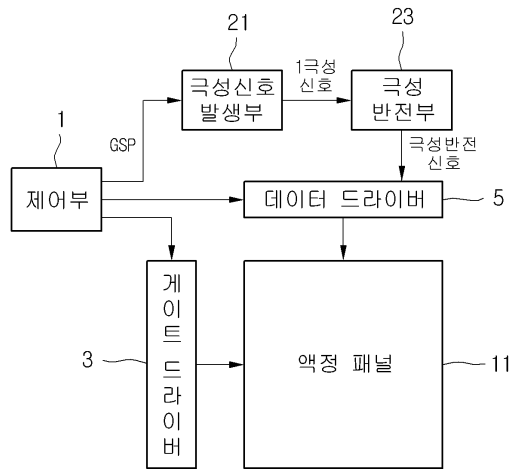 21
23
극성신호
발생부
1극성
신호
극성
반전부
1
GSP
극성반전
신호
제어부
데이터 드라이버
5
게이트 드라이버
3
액정 패널
11